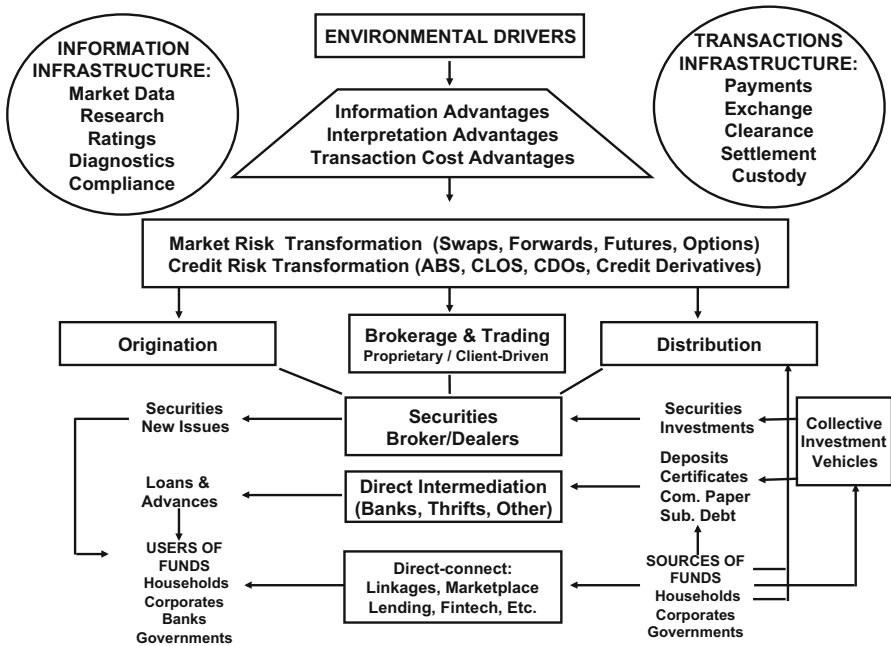 INFORMATION
INFRASTRUCTURE:
Market Data
Research
Ratings
Diagnostics
Compliance
ENVIRONMENTAL DRIVERS
TRANSACTIONS
INFRASTRUCTURE:
Payments
Exchange
Clearance
Settlement
Custody
Information Advantages
Interpretation Advantages
Transaction Cost Advantages
Market Risk Transformation (Swaps, Forwards, Futures, Options)
Credit Risk Transformation (ABS, CLOS, CDOs, Credit Derivatives)
Origination
Brokerage & Trading
Proprietary / Client-Driven
Distribution
Securities
New Issues
Securities
Broker/Dealers
Securities
Investments
Collective
Investment
Vehicles
Loans &
Advances
Direct Intermediation
(Banks, Thrifts, Other)
Deposits
Certificates
Com. Paper
Sub. Debt
USERS OF
FUNDS
Households
Corporates
Banks
Governments
Direct-connect:
Linkages, Marketplace
Lending, Fintech, Etc.
SOURCES OF
FUNDS
Households
Corporates
Governments